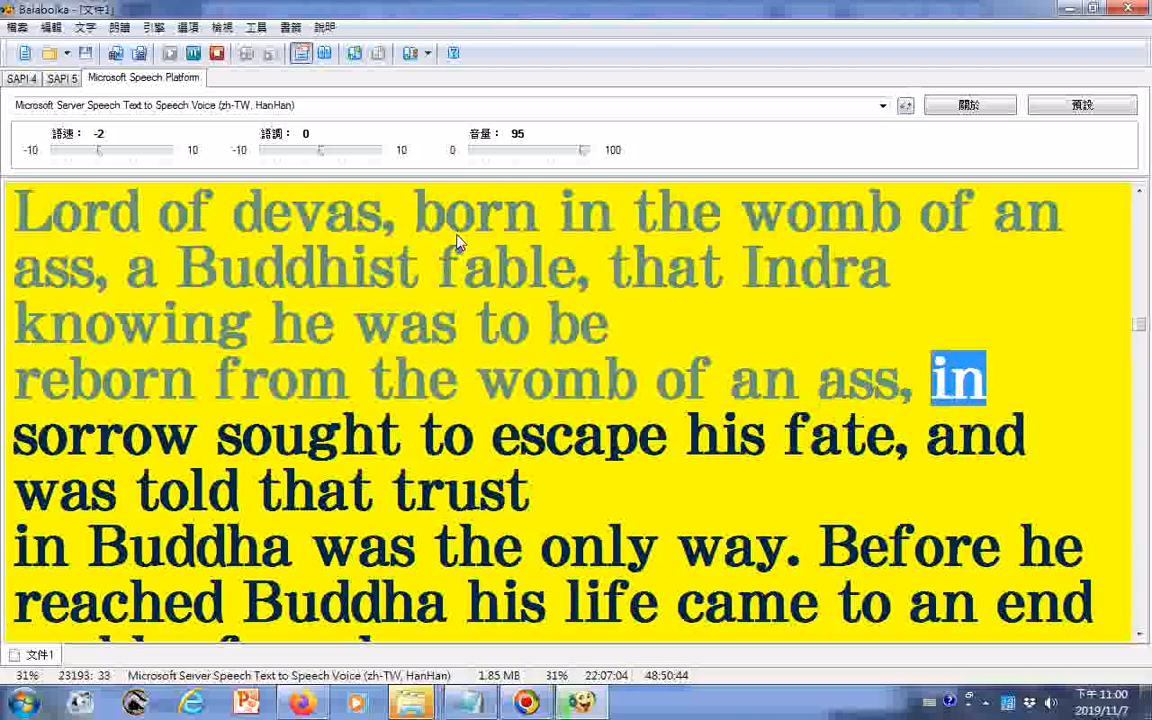 Balabolka - [文件1]
檔案 編輯 文字 朗讀 引擎 選項 檢視 工具 書籤 說明
SAPI 4 SAPI 5 Microsoft Speech Platform
Microsoft Server Speech Text to Speech Voice (zh-TW, HanHan) 關於 預設
語速： -2 語調： 0 音量： 95
-10 10 -10 10 0 100
Lord of devas, born in the womb of an
ass, a Buddhist fable, that Indra
knowing he was to be
reborn from the womb of an ass, in
sorrow sought to escape his fate, and
was told that trust
in Buddha was the only way. Before he
reached Buddha his life came to an end
文件1
31% 23193: 33 Microsoft Server Speech Text to Speech Voice (zh-TW, HanHan) 1.85 MB 31% 22:07:04 48:50:44
下午 11:00
2019/11/7